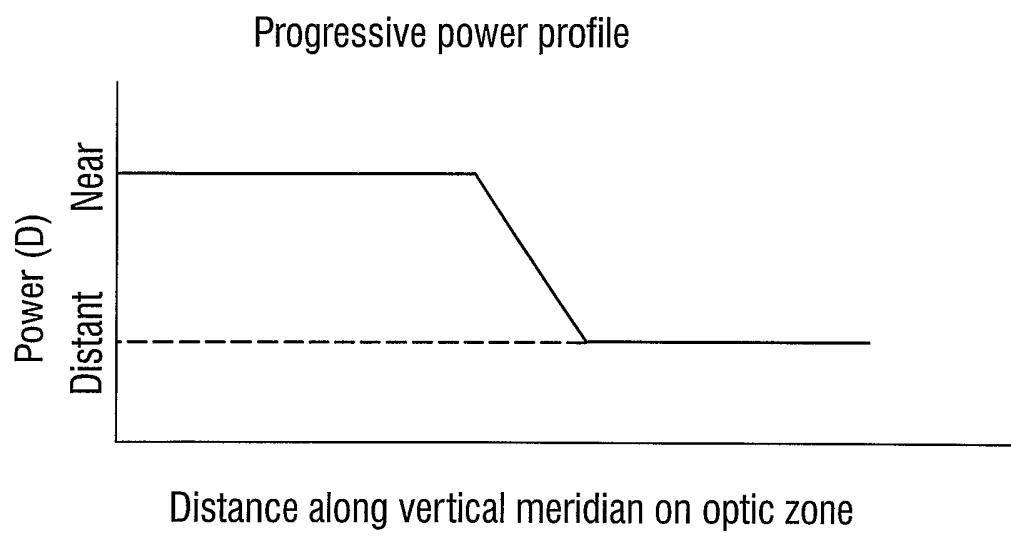 Progressive power profile
Power (D)
Near
Distant
Distance along vertical meridian on optic zone